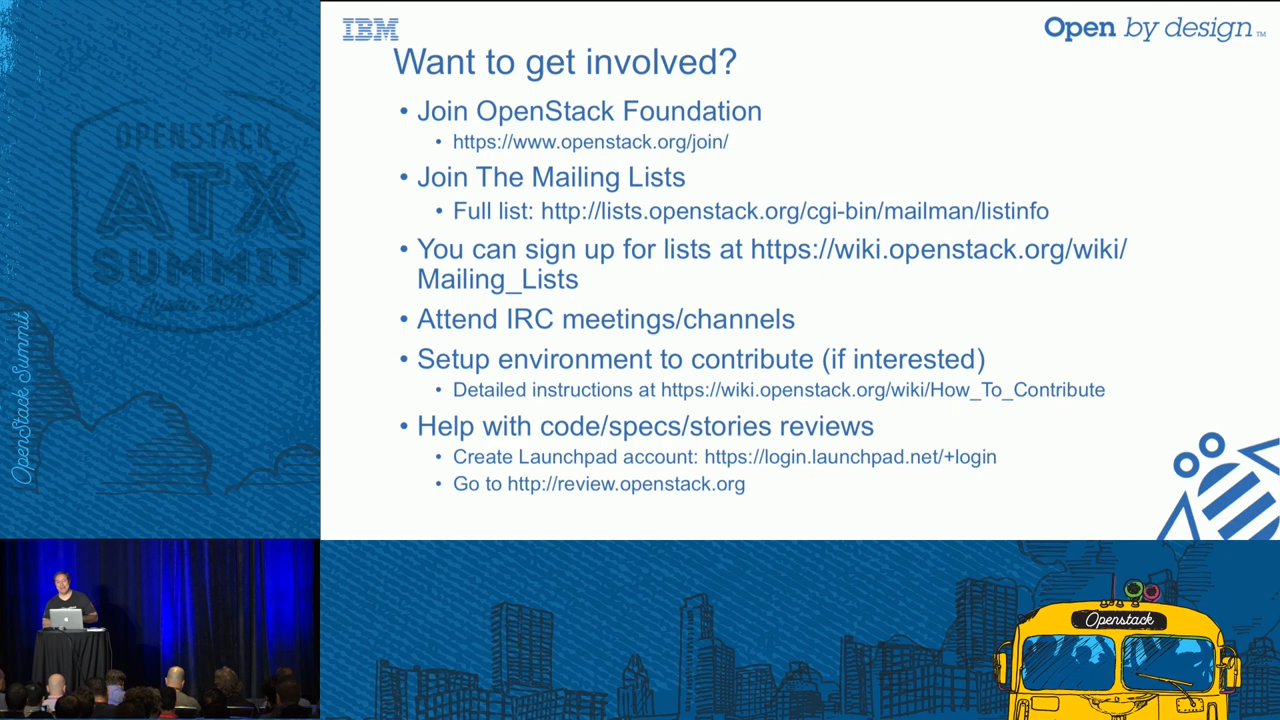 IBM
Open by design™
Want to get involved?
• Join OpenStack Foundation
• https://www.openstack.org/join/
• Join The Mailing Lists
• Full list: http://lists.openstack.org/cgi-bin/mailman/listinfo
• You can sign up for lists at https://wiki.openstack.org/wiki/
Mailing_Lists
• Attend IRC meetings/channels
• Setup environment to contribute (if interested)
• Detailed instructions at https://wiki.openstack.org/wiki/How_To_Contribute
• Help with code/specs/stories reviews
• Create Launchpad account: https://login.launchpad.net/+login
• Go to http://review.openstack.org
OPENSTACK
ATX
SUMMIT
Austin 2016
OpenStack Summit
Openstack